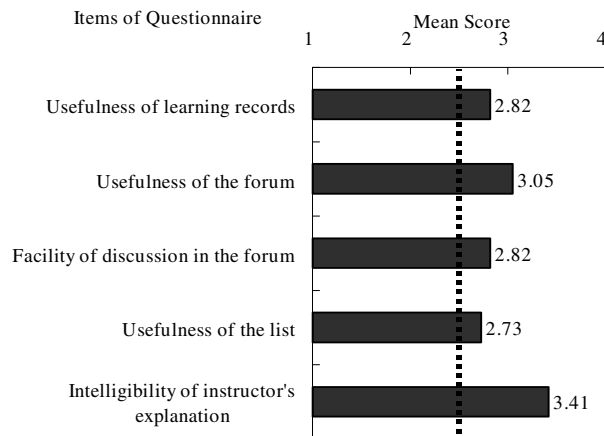 Items of Questionnaire
Mean Score
1 2 3 4
Usefulness of learning records 2.82
Usefulness of the forum 3.05
Facility of discussion in the forum 2.82
Usefulness of the list 2.73
Intelligibility of instructor's
explanation 3.41